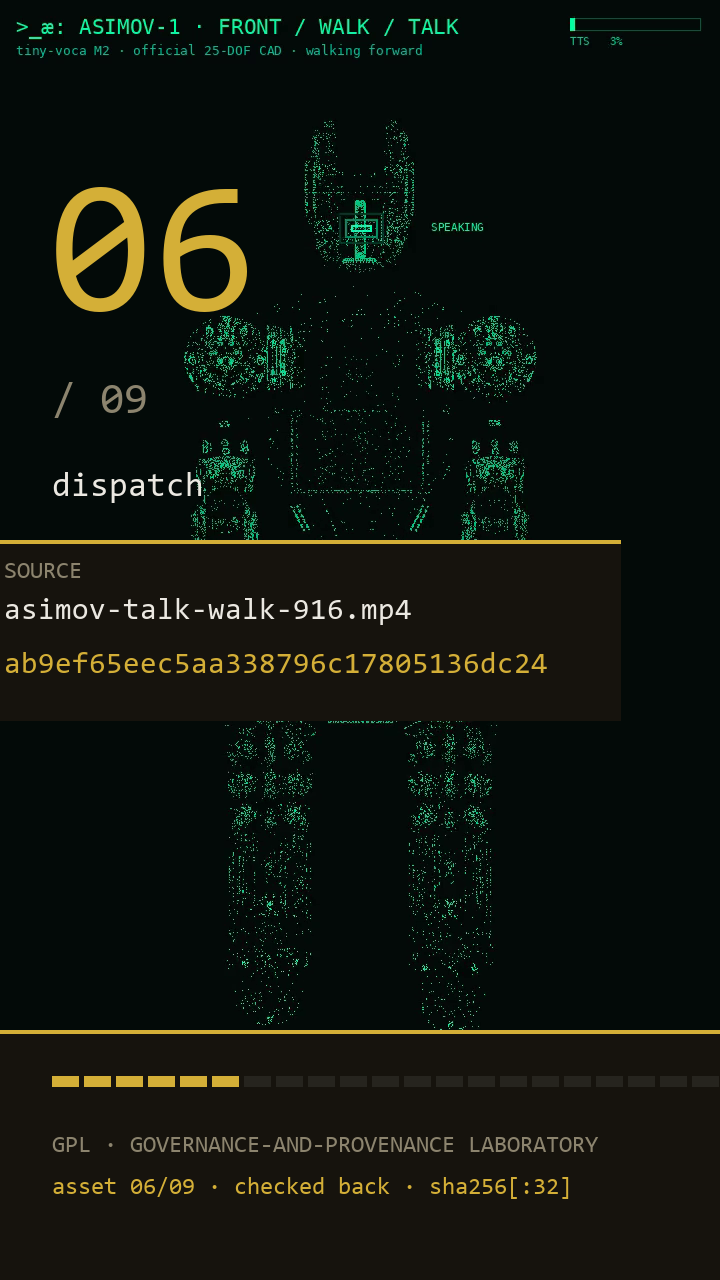 >_æ: ASIMOV-1 · FRONT / WALK / TALK
tiny-voca M2 · official 25-DOF CAD · walking forward
TTS 3%
06
SPEAKING
/ 09
dispatch
SOURCE
asimov-talk-walk-916.mp4
ab9ef65eec5aa338796c17805136dc24
GPL · GOVERNANCE-AND-PROVENANCE LABORATORY
asset 06/09 · checked back · sha256[:32]